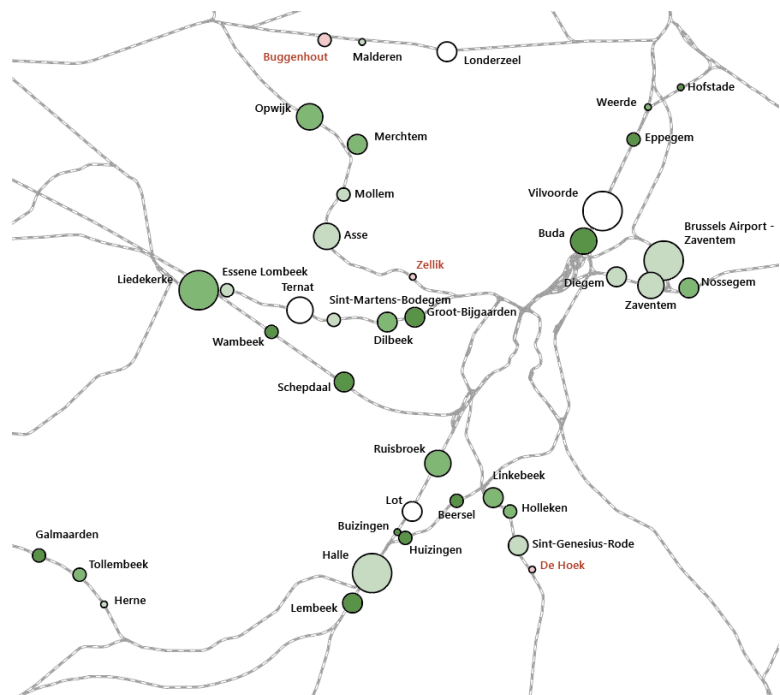 Buggenhout
Malderen
Londerzeel
Hofstade
Weerde
Opwijk
Eppegem
Merchtem
Vilvoorde
Mollem
Brussels Airport -
Zaventem
Buda
Asse
Zellik
Essene Lombeek
Liedekerke
Ternat
Diegem
Nossegem
Sint-Martens-Bodegem
Zaventem
Groot-Bijgaarden
Wambeek
Dilbeek
Schepdaal
Ruisbroek
Linkebeek
Lot
Holleken
Beersel
Buizingen
Galmaarden
Huizingen
Sint-Genesius-Rode
Halle
Tollembeek
De Hoek
Herne
Lembeek